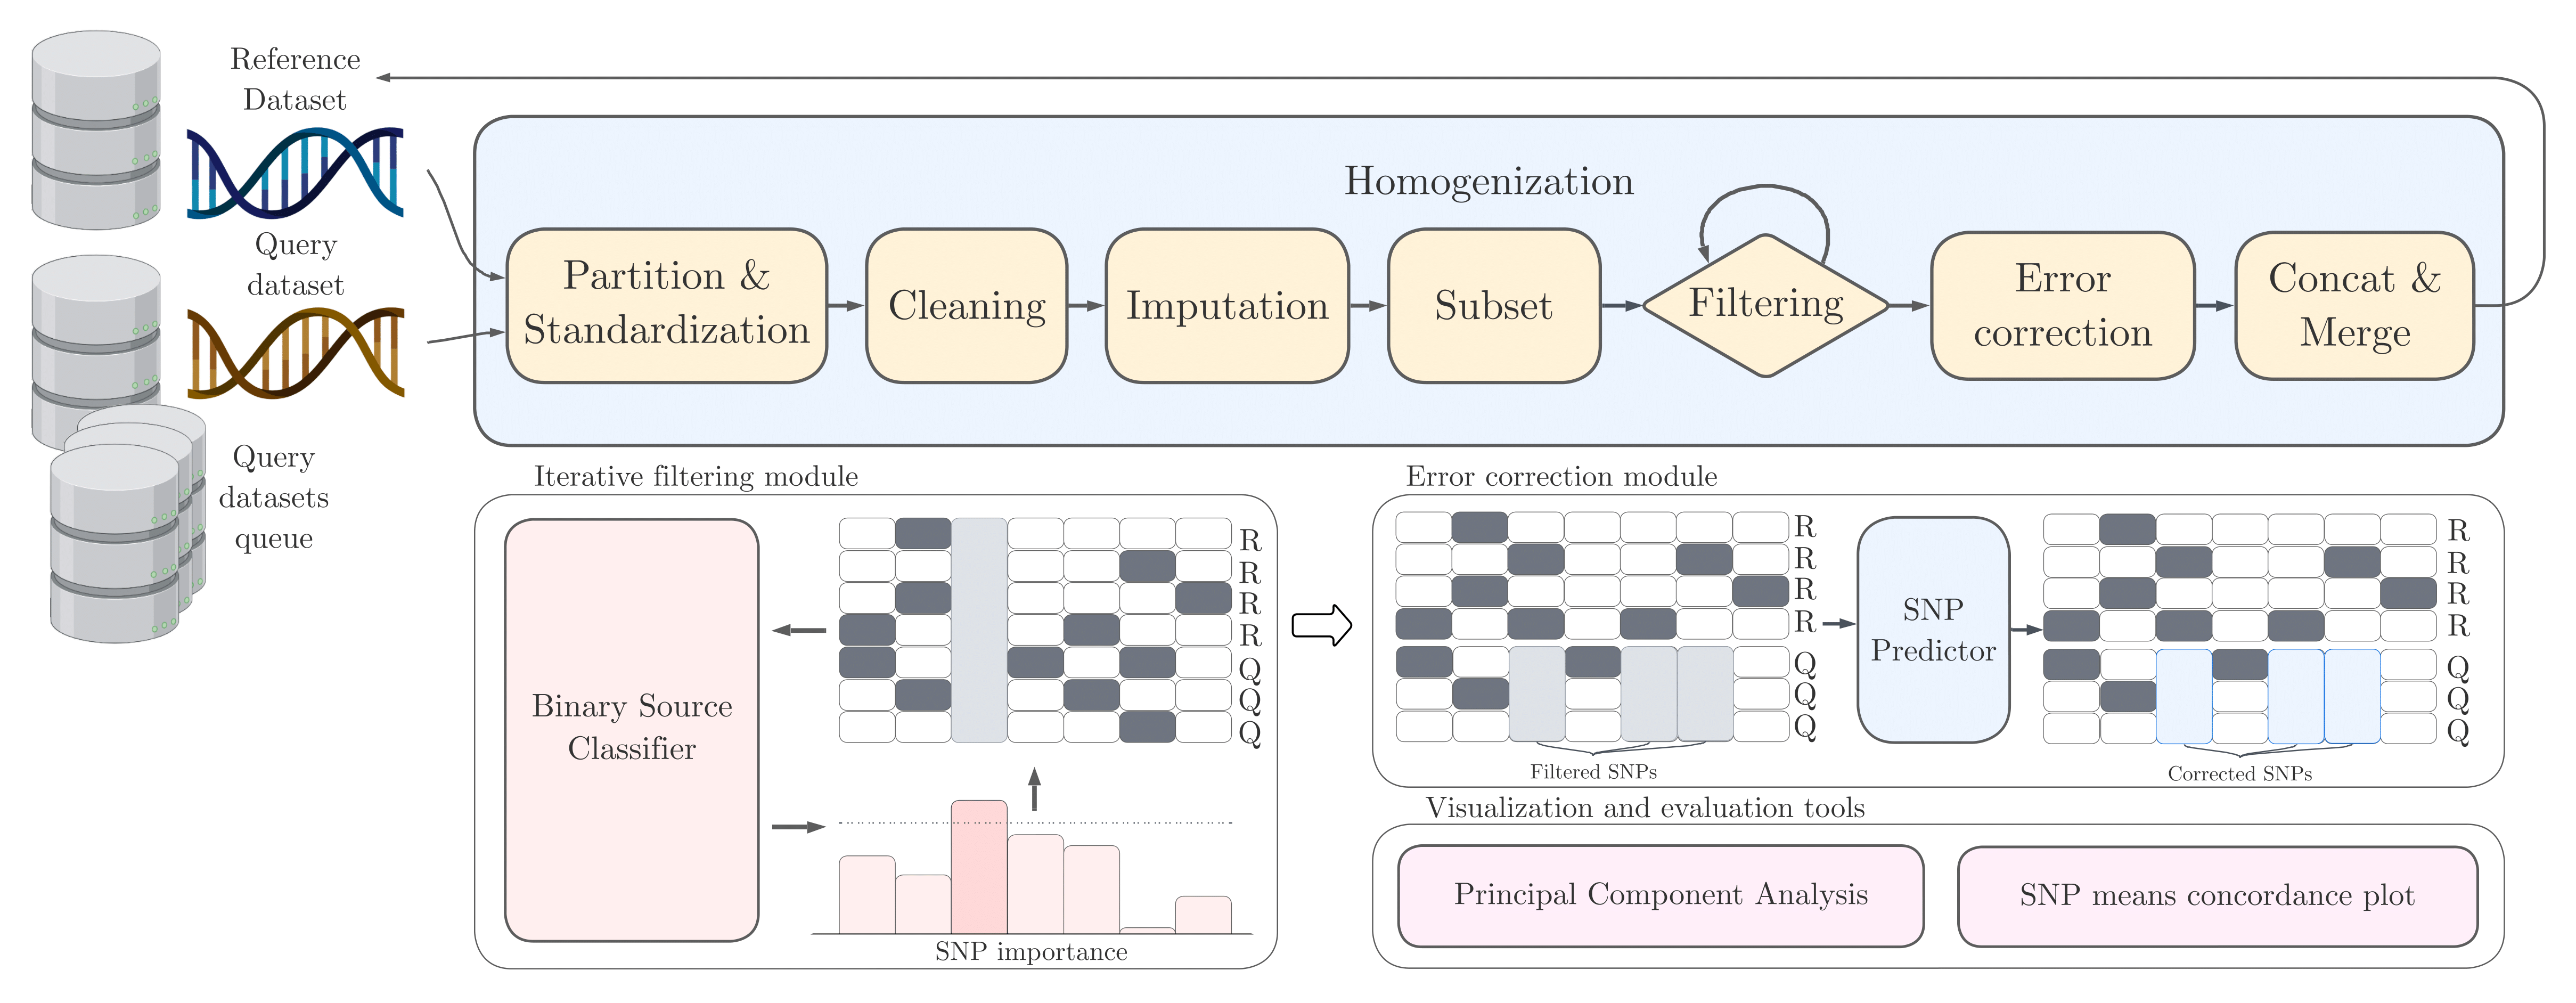 Reference
Dataset
Query
dataset
Query
datasets
queue
Homogenization
Partition &
Standardization
Cleaning
Imputation
Subset
Filtering
Error
correction
Concat &
Merge
Iterative filtering module
Binary Source
Classifier
R
R
R
R
Q
Q
Q
SNP importance
Error correction module
R
R
R
R
Q
Q
Q
Filtered SNPs
SNP
Predictor
R
R
R
R
Q
Q
Q
Corrected SNPs
Visualization and evaluation tools
Principal Component Analysis
SNP means concordance plot